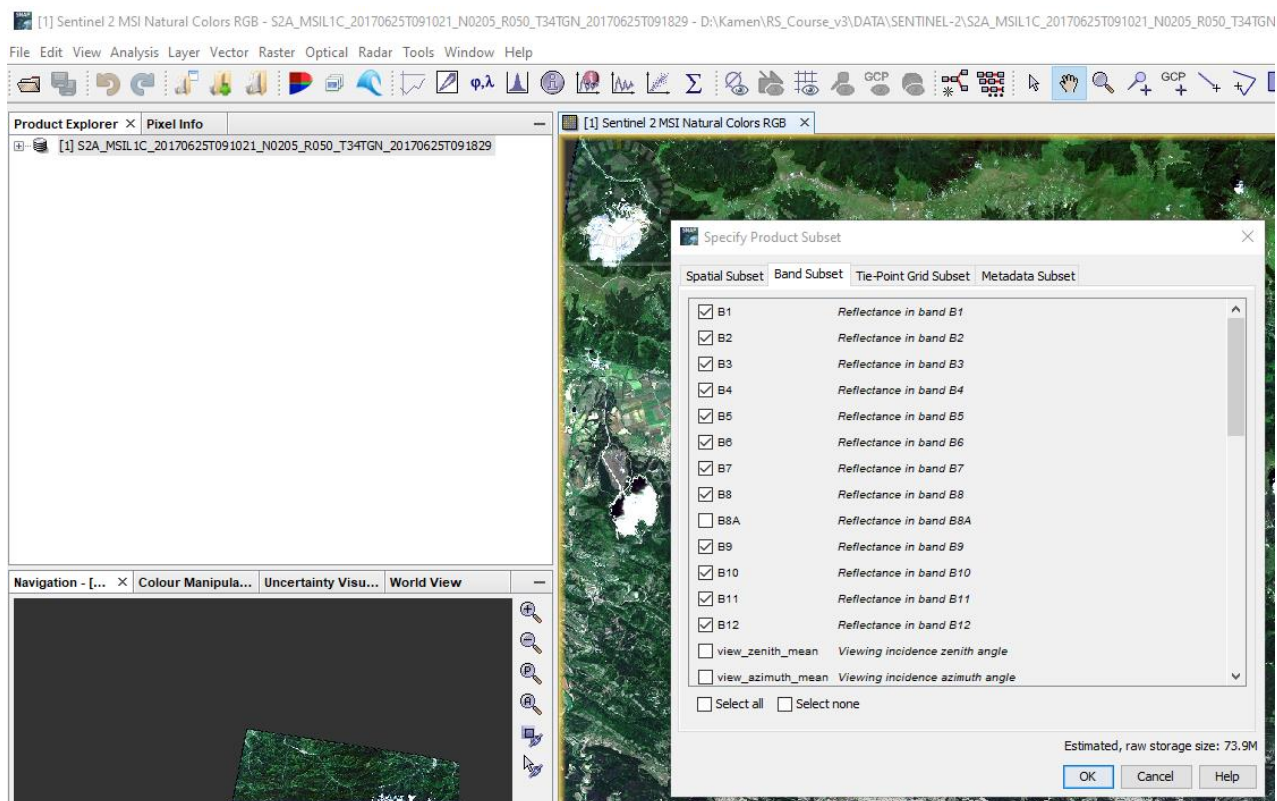 [1] Sentinel 2 MSI Natural Colors RGB - S2A_MSIL1C_20170625T091021_N0205_R050_T34TGN_20170625T091829 - D:\Kamen\RS_Course_v3\DATA\SENTINEL-2\S2A_MSIL1C_20170625T091021_N0205_R050_T34TGN
File Edit View Analysis Layer Vector Raster Optical Radar Tools Window Help
φ,λ Σ GCP GCP
Product Explorer × Pixel Info
[1] Sentinel 2 MSI Natural Colors RGB ×
[1] S2A_MSIL1C_20170625T091021_N0205_R050_T34TGN_20170625T091829
SNAP Specify Product Subset
Spatial Subset Band Subset Tie-Point Grid Subset Metadata Subset
B1 Reflectance in band B1
B2 Reflectance in band B2
B3 Reflectance in band B3
B4 Reflectance in band B4
B5 Reflectance in band B5
B6 Reflectance in band B6
B7 Reflectance in band B7
B8 Reflectance in band B8
B8A Reflectance in band B8A
B9 Reflectance in band B9
B10 Reflectance in band B10
B11 Reflectance in band B11
B12 Reflectance in band B12
view_zenith_mean Viewing incidence zenith angle
view_azimuth_mean Viewing incidence azimuth angle
Select all Select none
Estimated, raw storage size: 73.9M
OK Cancel Help
Navigation - [... × Colour Manipula... Uncertainty Visu... World View